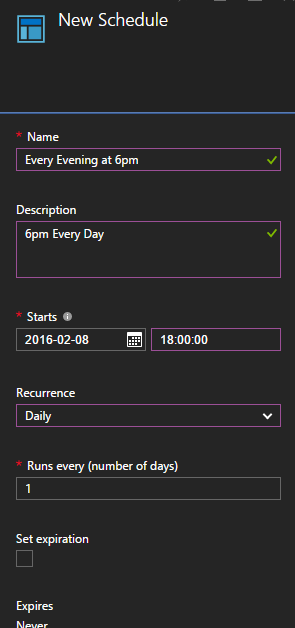 New Schedule
* Name
Every Evening at 6pm
Description
6pm Every Day
* Starts
2016-02-08 18:00:00
Recurrence
Daily
* Runs every (number of days)
1
Set expiration
Expires
Never